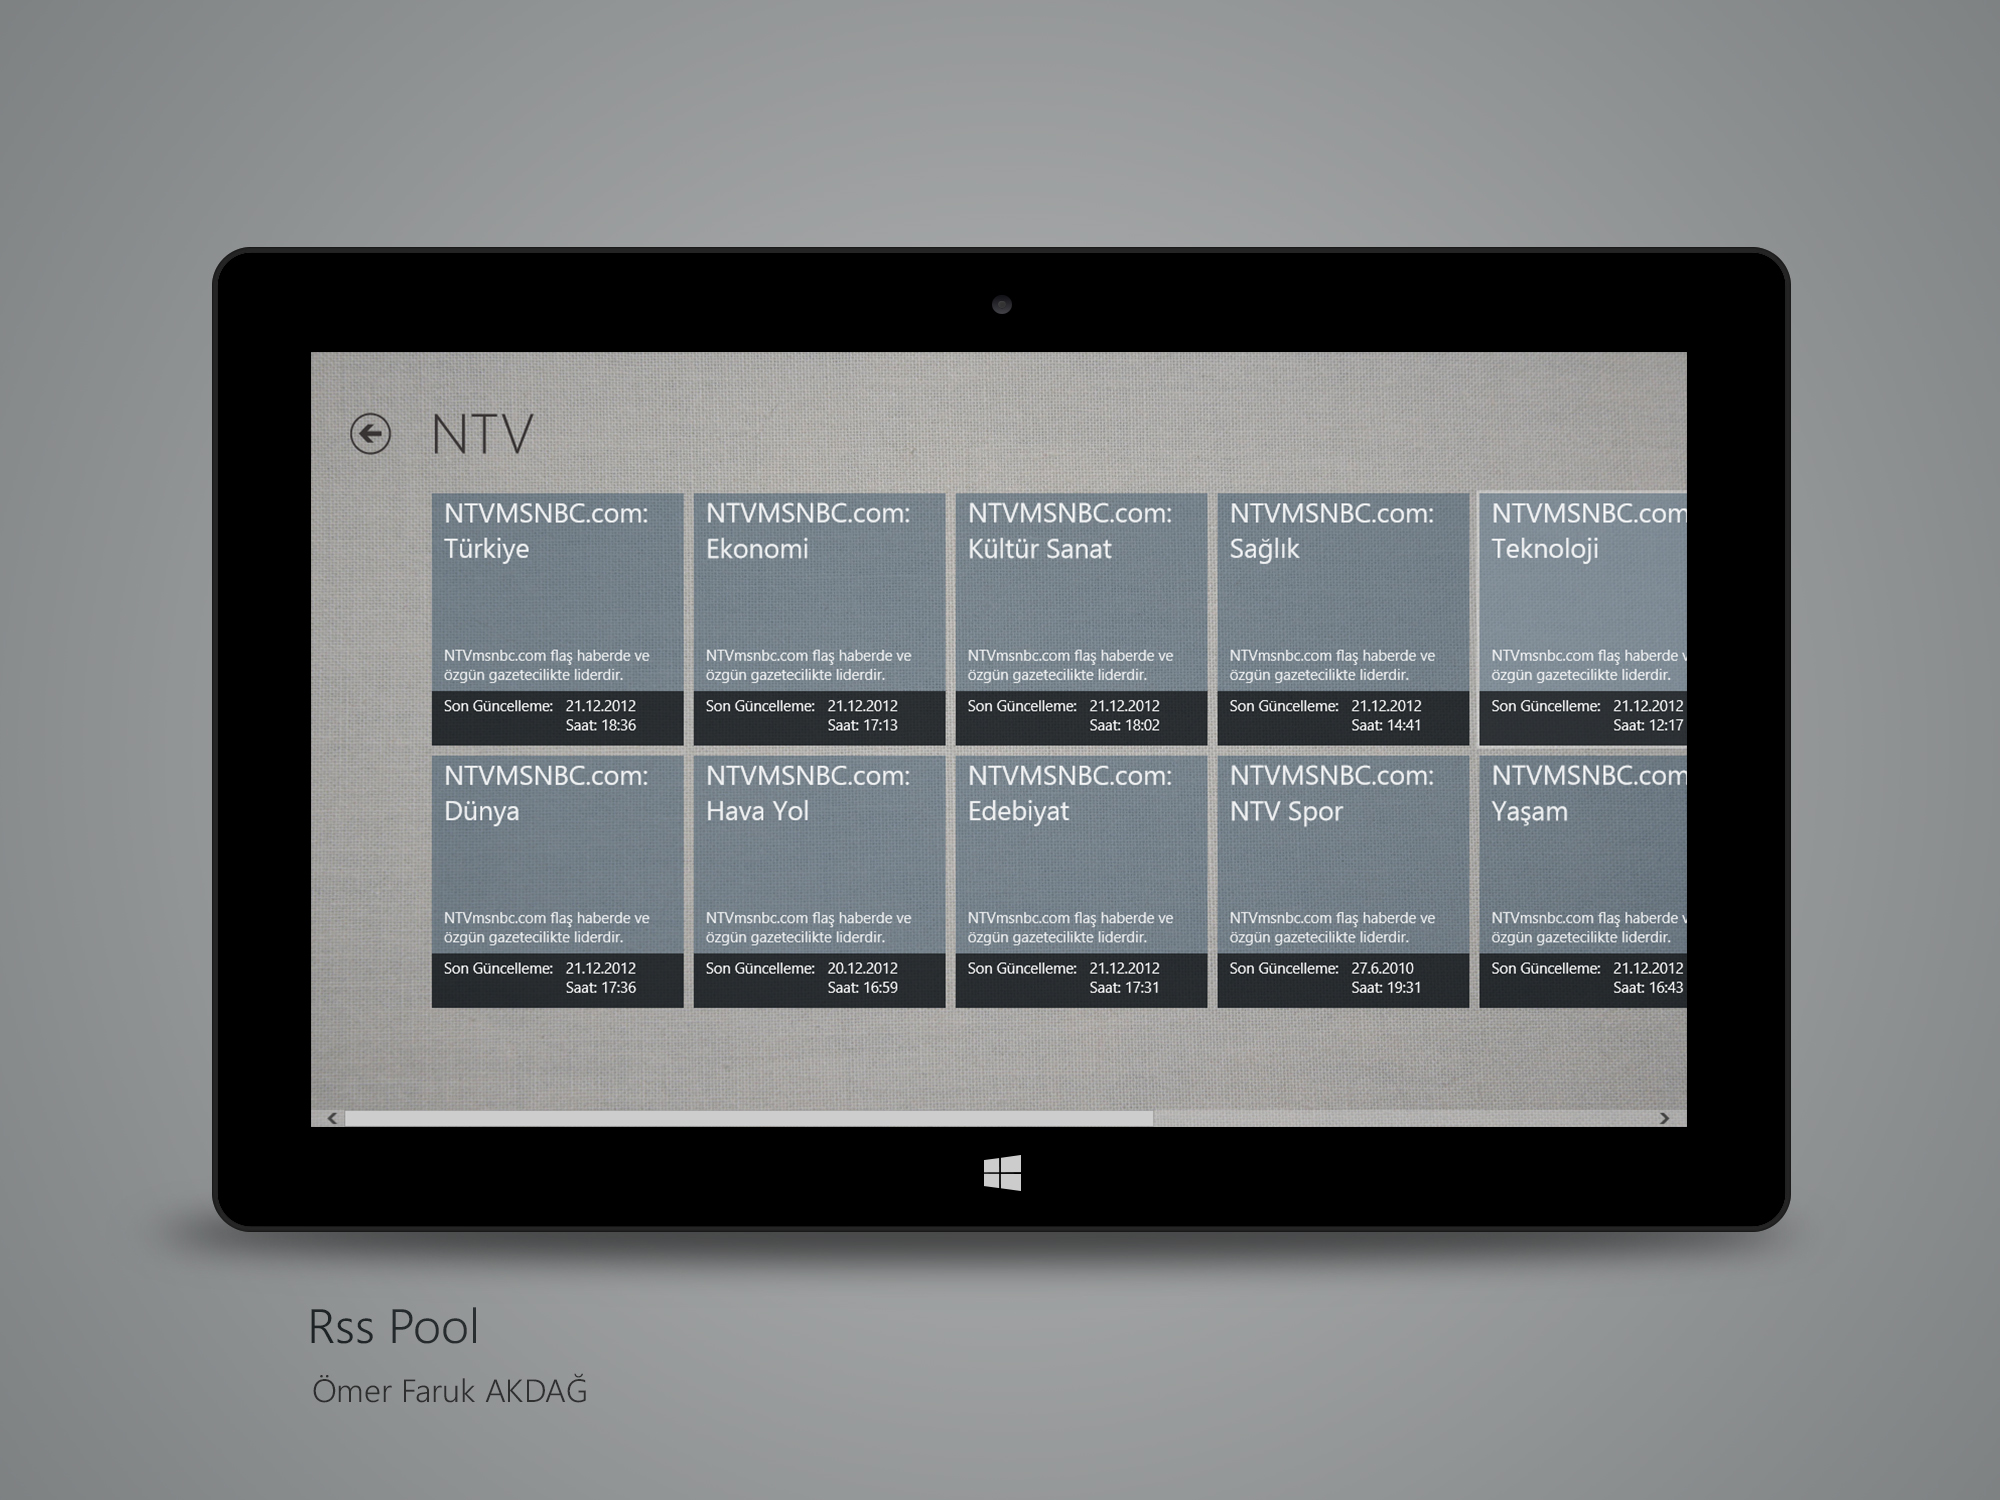 NTV
NTVMSNBC.com:
Türkiye
NTVmsnbc.com flaş haberde ve
özgün gazetecilikte liderdir.
Son Güncelleme: 21.12.2012
Saat: 18:36
NTVMSNBC.com:
Ekonomi
NTVmsnbc.com flaş haberde ve
özgün gazetecilikte liderdir.
Son Güncelleme: 21.12.2012
Saat: 17:13
NTVMSNBC.com:
Kültür Sanat
NTVmsnbc.com flaş haberde ve
özgün gazetecilikte liderdir.
Son Güncelleme: 21.12.2012
Saat: 18:02
NTVMSNBC.com:
Sağlık
NTVmsnbc.com flaş haberde ve
özgün gazetecilikte liderdir.
Son Güncelleme: 21.12.2012
Saat: 14:41
NTVMSNBC.com
Teknoloji
NTVmsnbc.com flaş haberde v
özgün gazetecilikte liderdir.
Son Güncelleme: 21.12.2012
Saat: 12:17
NTVMSNBC.com:
Dünya
NTVmsnbc.com flaş haberde ve
özgün gazetecilikte liderdir.
Son Güncelleme: 21.12.2012
Saat: 17:36
NTVMSNBC.com:
Hava Yol
NTVmsnbc.com flaş haberde ve
özgün gazetecilikte liderdir.
Son Güncelleme: 20.12.2012
Saat: 16:59
NTVMSNBC.com:
Edebiyat
NTVmsnbc.com flaş haberde ve
özgün gazetecilikte liderdir.
Son Güncelleme: 21.12.2012
Saat: 17:31
NTVMSNBC.com:
NTV Spor
NTVmsnbc.com flaş haberde ve
özgün gazetecilikte liderdir.
Son Güncelleme: 27.6.2010
Saat: 19:31
NTVMSNBC.com
Yaşam
NTVmsnbc.com flaş haberde v
özgün gazetecilikte liderdir.
Son Güncelleme: 21.12.2012
Saat: 16:43
Rss Pool
Ömer Faruk AKDAĞ